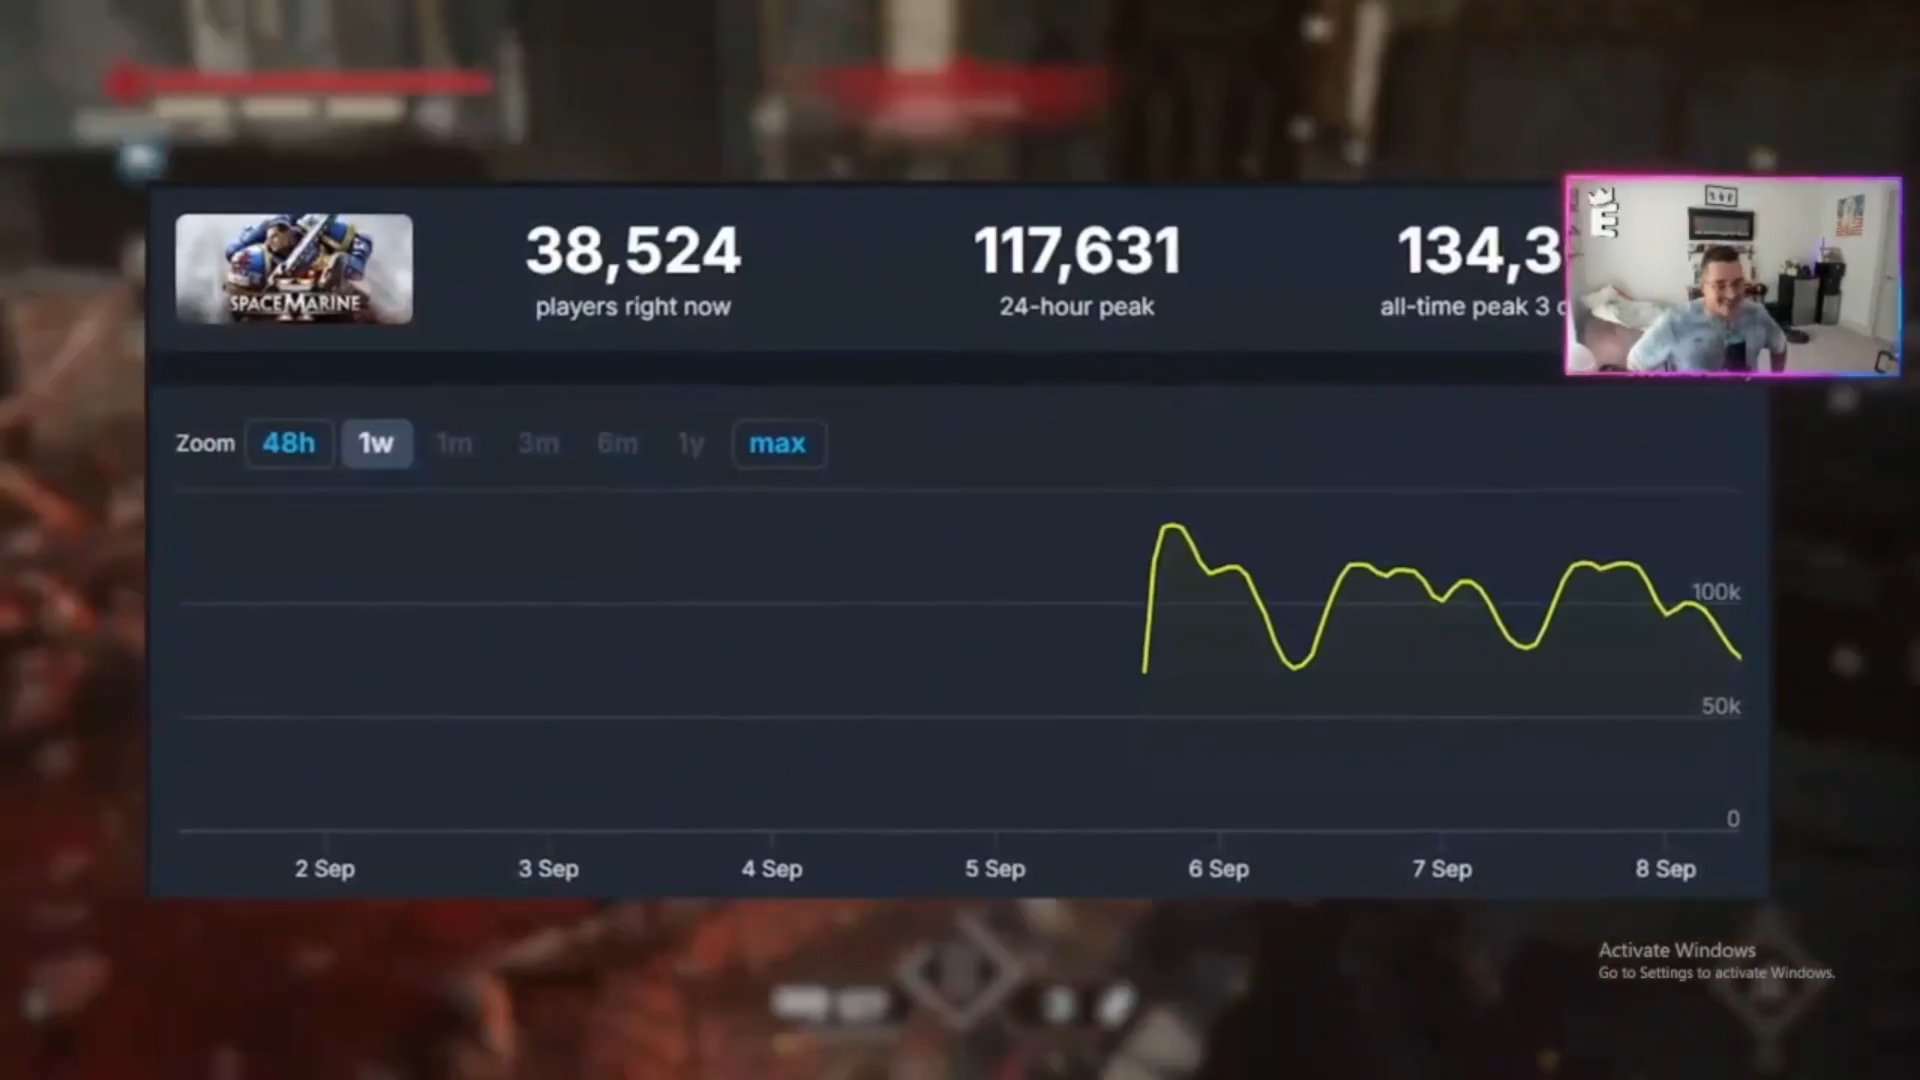 38,524
117,631
134,3
players right now
24-hour peak
all-time peak 3
SPACE MARINE
E
Zoom 48h 1w 1m 3m 6m 1y max
100k
50k
0
2 Sep 3 Sep 4 Sep 5 Sep 6 Sep 7 Sep 8 Sep
Activate Windows
Go to Settings to activate Windows.